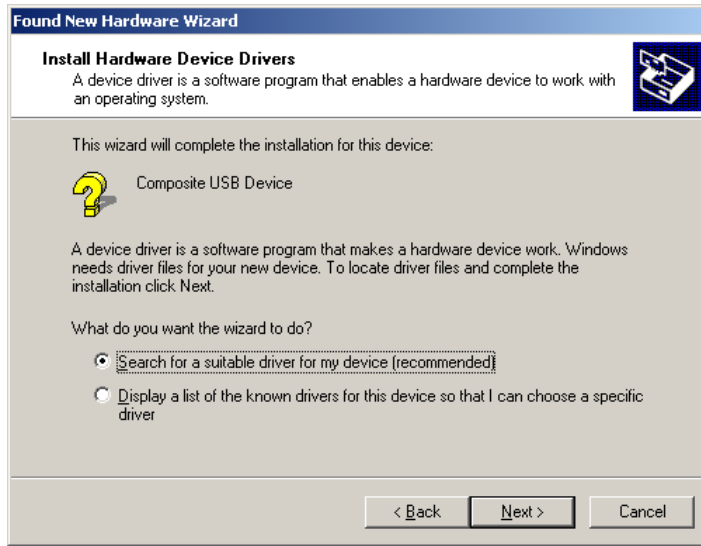 Found New Hardware Wizard
Install Hardware Device Drivers
A device driver is a software program that enables a hardware device to work with
an operating system.
This wizard will complete the installation for this device:
Composite USB Device
A device driver is a software program that makes a hardware device work. Windows
needs driver files for your new device. To locate driver files and complete the
installation click Next.
What do you want the wizard to do?
Search for a suitable driver for my device (recommended)
Display a list of the known drivers for this device so that I can choose a specific
driver
< Back Next > Cancel